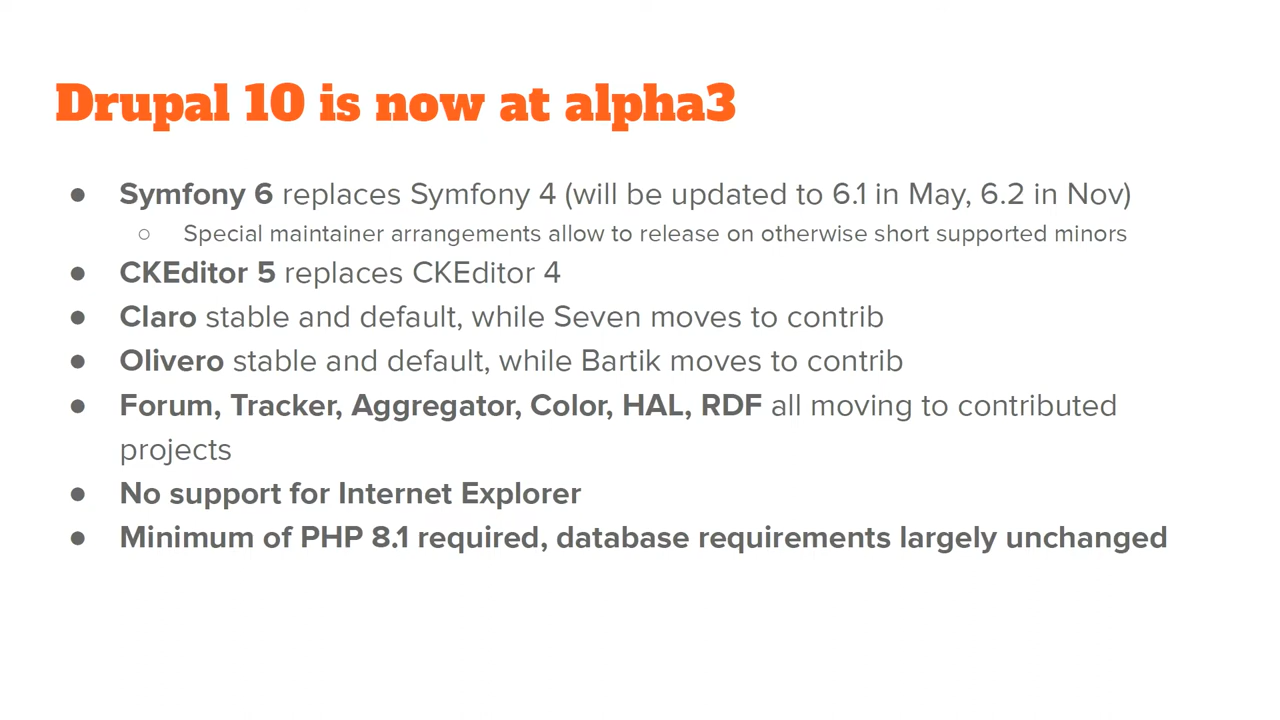 Drupal 10 is now at alpha3
● Symfony 6 replaces Symfony 4 (will be updated to 6.1 in May, 6.2 in Nov)
○ Special maintainer arrangements allow to release on otherwise short supported minors
● CKEditor 5 replaces CKEditor 4
● Claro stable and default, while Seven moves to contrib
● Olivero stable and default, while Bartik moves to contrib
● Forum, Tracker, Aggregator, Color, HAL, RDF all moving to contributed
projects
● No support for Internet Explorer
● Minimum of PHP 8.1 required, database requirements largely unchanged